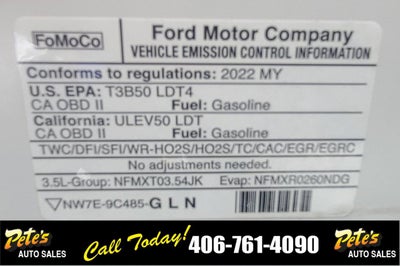 FoMoCo
Ford Motor Company
VEHICLE EMISSION CONTROL INFORMATION
Conforms to regulations: 2022 MY
U.S. EPA: T3B50 LDT4
CA OBD II Fuel: Gasoline
California: ULEV50 LDT
CA OBD II Fuel: Gasoline
TWC/DFI/SFI/WR-HO2S/HO2S/TC/CAC/EGR/EGRC
No adjustments needed.
3.5L-Group: NFMXT03.54JK Evap: NFMXR0260NDG
NW7E-9C485-GLN
Pete's AUTO SALES
Call Today! 406-761-4090
Pete's AUTO SALES